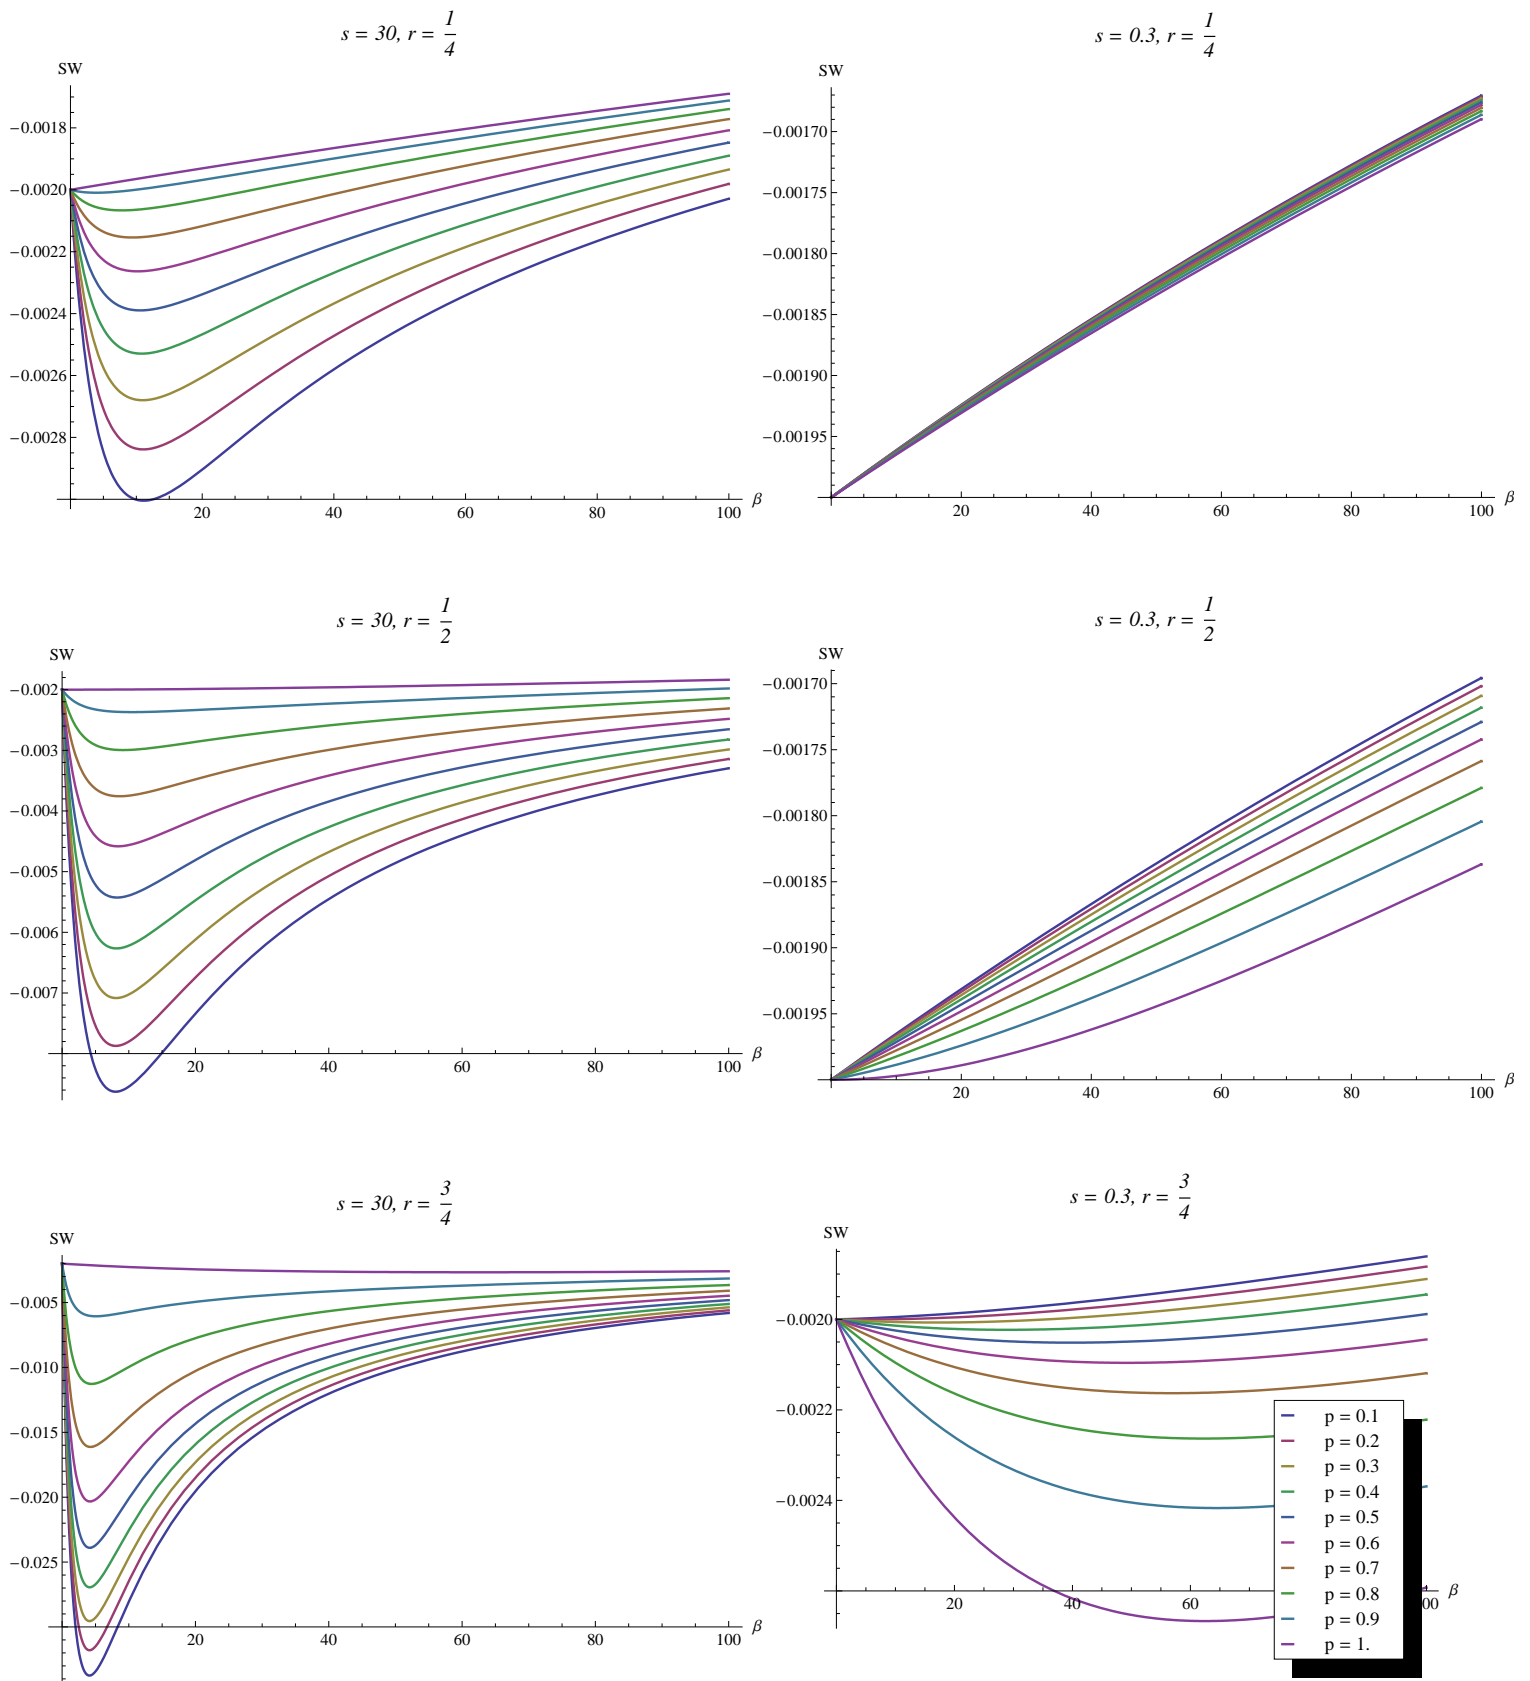 s = 30, r = 1/4
SW
−0.0018
−0.0020
−0.0022
−0.0024
−0.0026
−0.0028
20 40 60 80 100 β
s = 0.3, r = 1/4
SW
−0.00170
−0.00175
−0.00180
−0.00185
−0.00190
−0.00195
20 40 60 80 100 β
s = 30, r = 1/2
SW
−0.002
−0.003
−0.004
−0.005
−0.006
−0.007
20 40 60 80 100 β
s = 0.3, r = 1/2
SW
−0.00170
−0.00175
−0.00180
−0.00185
−0.00190
−0.00195
20 40 60 80 100 β
s = 30, r = 3/4
SW
−0.005
−0.010
−0.015
−0.020
−0.025
20 40 60 80 100 β
s = 0.3, r = 3/4
SW
−0.0020
−0.0022
−0.0024
20 40 60 00 β
p = 0.1
p = 0.2
p = 0.3
p = 0.4
p = 0.5
p = 0.6
p = 0.7
p = 0.8
p = 0.9
p = 1.